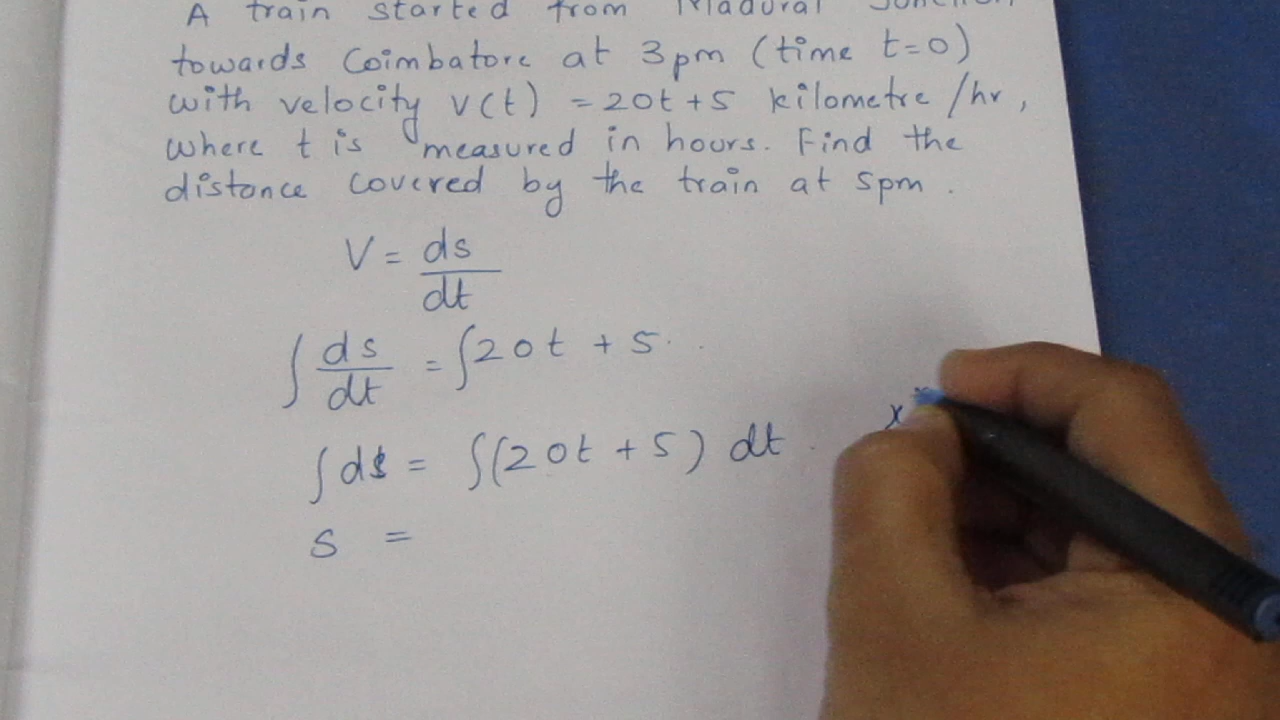 A train started from Madurai Junction
towards Coimbatore at 3pm (time t=0)
with velocity v(t) = 20t+5 kilometre/hr,
where t is measured in hours. Find the
distance covered by the train at 5pm.
V = ds/dt
∫ ds/dt = ∫20t + 5
∫ds = ∫(20t + 5) dt.
x
S =